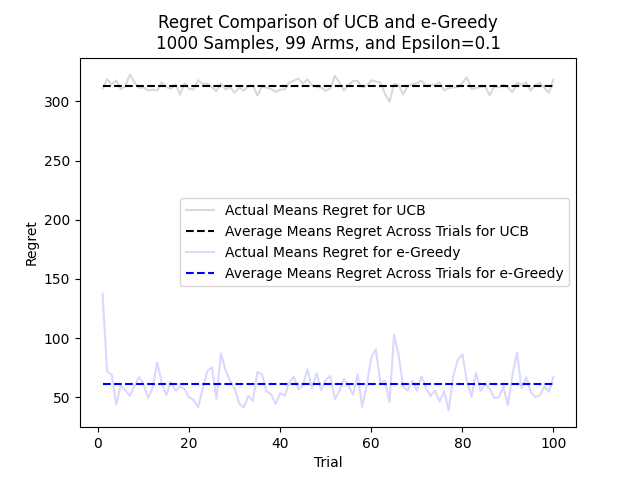 Regret Comparison of UCB and e-Greedy
1000 Samples, 99 Arms, and Epsilon=0.1
300
250
200
150
100
50
Regret
Actual Means Regret for UCB
Average Means Regret Across Trials for UCB
Actual Means Regret for e-Greedy
Average Means Regret Across Trials for e-Greedy
0 20 40 60 80 100
Trial